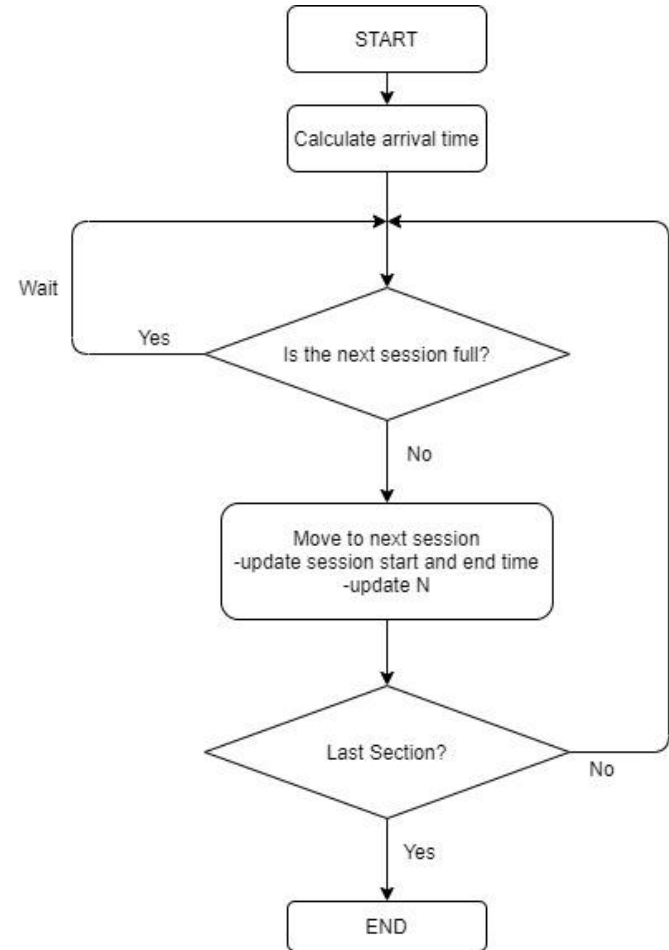 START
Calculate arrival time
Wait
Yes
Is the next session full?
No
Move to next session
-update session start and end time
-update N
Last Section?
No
Yes
END